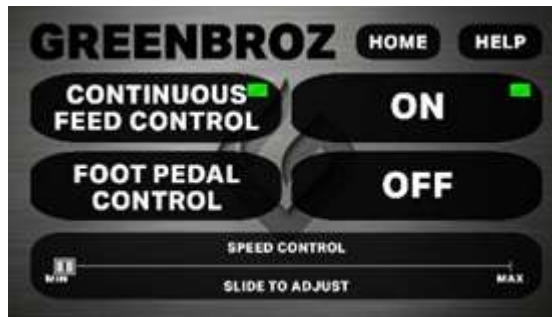 GREENBROZ HOME HELP
CONTINUOUS
FEED CONTROL
ON
FOOT PEDAL
CONTROL
OFF
SPEED CONTROL
MIN
MAX
SLIDE TO ADJUST